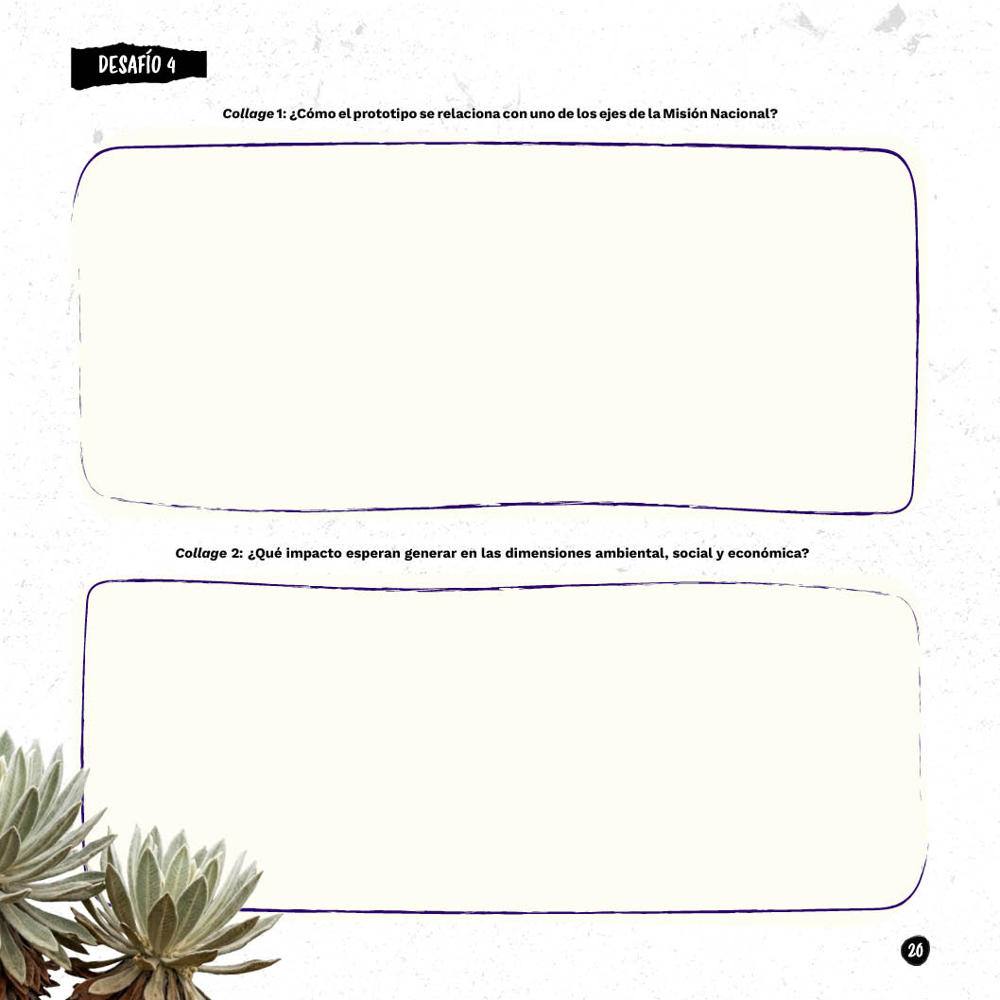 DESAFÍO 4
Collage 1: ¿Cómo el prototipo se relaciona con uno de los ejes de la Misión Nacional?
Collage 2: ¿Qué impacto esperan generar en las dimensiones ambiental, social y económica?
26